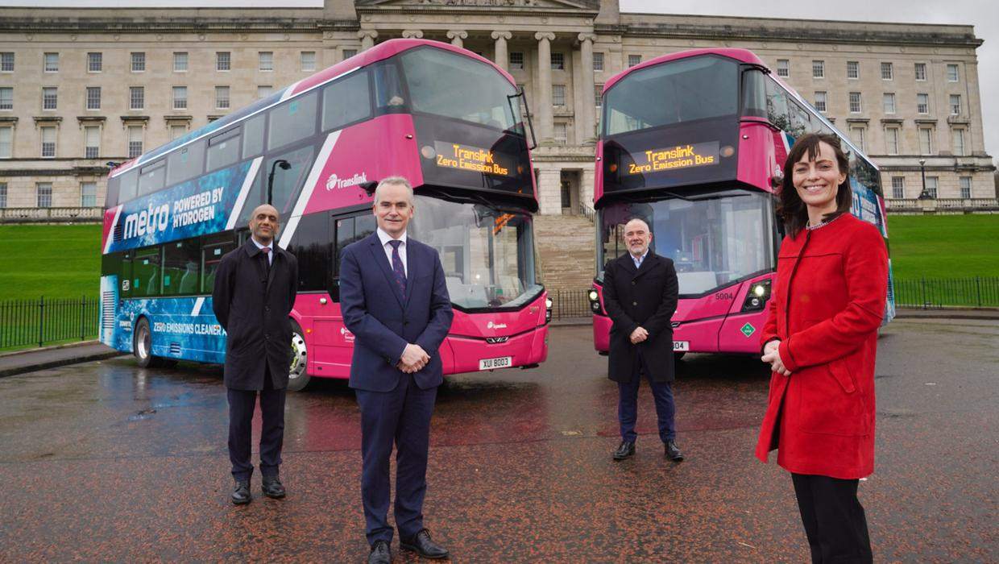 Translink
Zero Emission Bus
Translink
metro
POWERED BY
HYDROGEN
ZERO EMISSIONS CLEANER
Translink
XUI 8003
Translink
Zero Emission Bus
5004